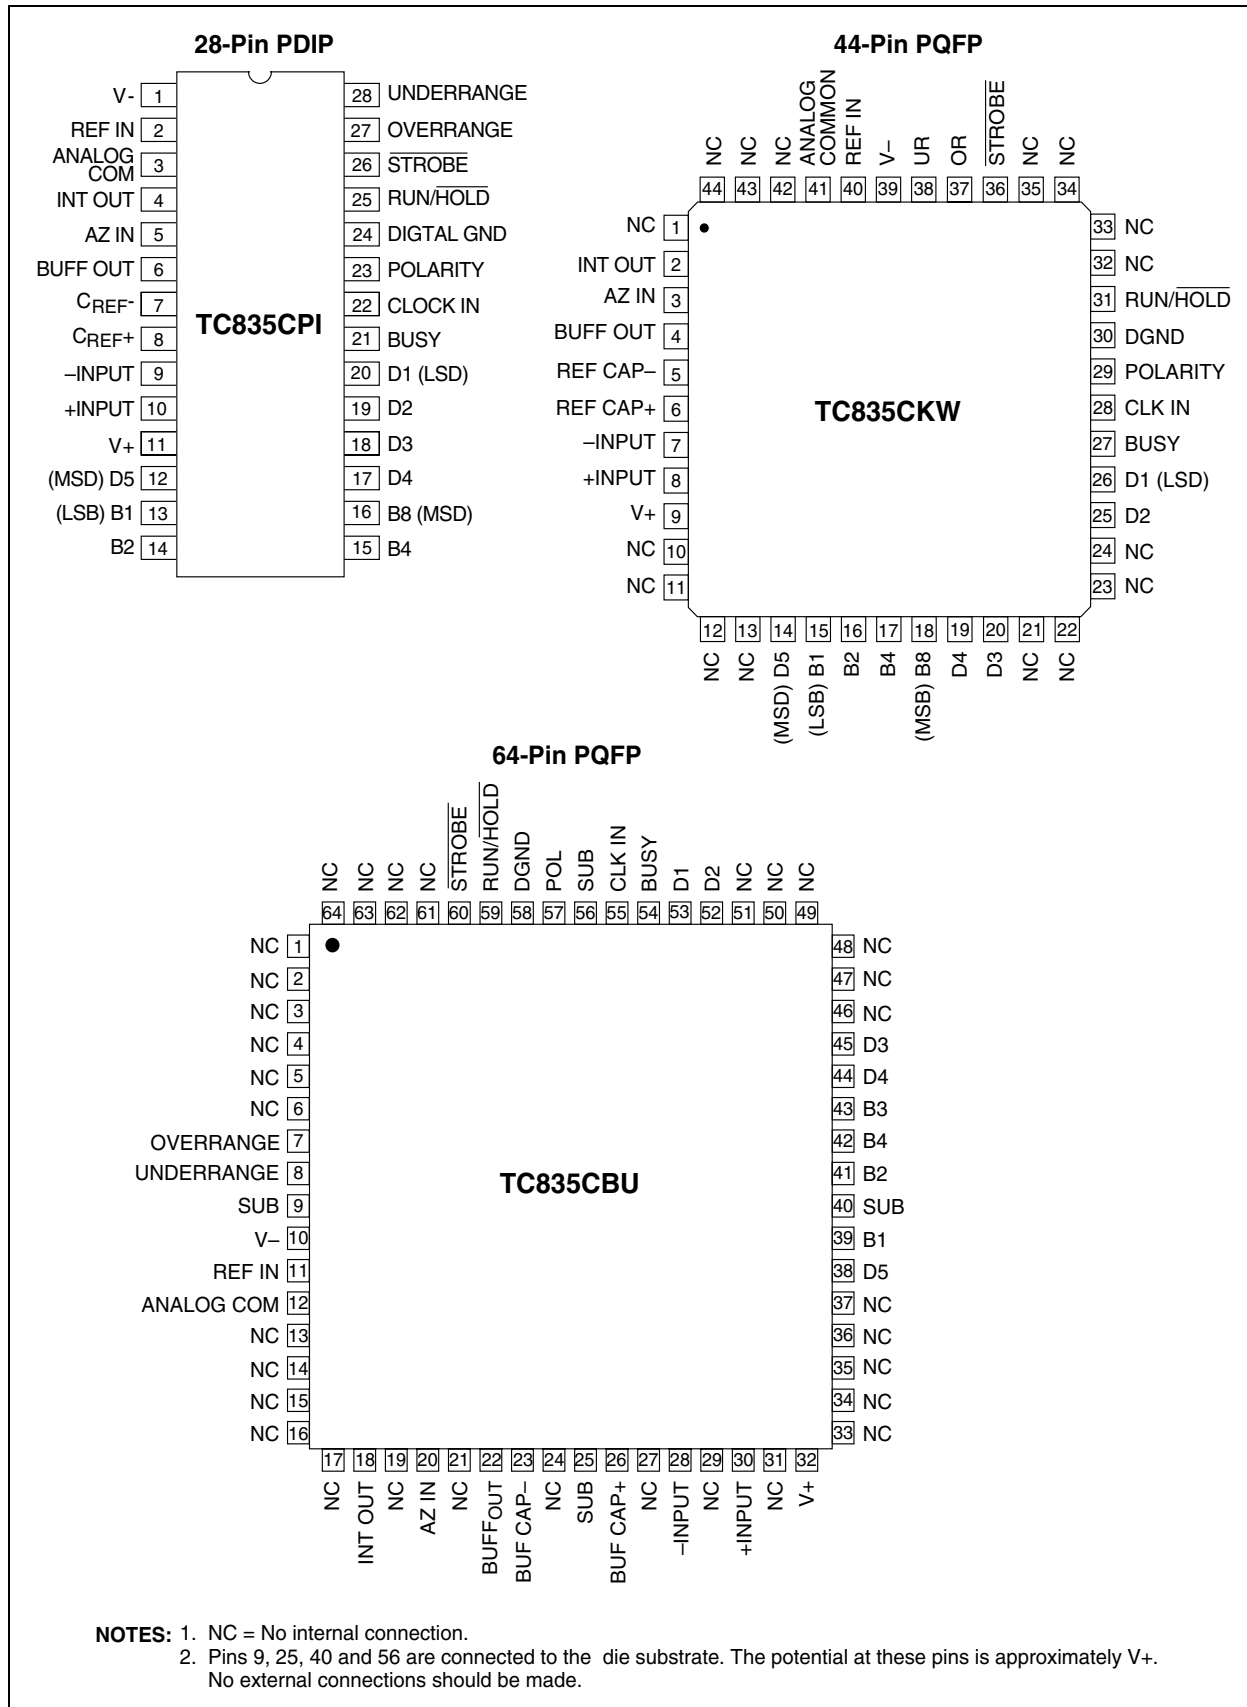 28-Pin PDIP
V- 1
REF IN 2
ANALOG
COM 3
INT OUT 4
AZ IN 5
BUFF OUT 6
CREF- 7
CREF+ 8
–INPUT 9
+INPUT 10
V+ 11
(MSD) D5 12
(LSB) B1 13
B2 14
TC835CPI
28 UNDERRANGE
27 OVERRANGE
26 STROBE
25 RUN/HOLD
24 DIGTAL GND
23 POLARITY
22 CLOCK IN
21 BUSY
20 D1 (LSD)
19 D2
18 D3
17 D4
16 B8 (MSD)
15 B4
44-Pin PQFP
NC
NC
NC
ANALOG
COMMON
REF IN
V–
UR
OR
STROBE
NC
NC
44 43 42 41 40 39 38 37 36 35 34
NC 1
INT OUT 2
AZ IN 3
BUFF OUT 4
REF CAP– 5
REF CAP+ 6
–INPUT 7
+INPUT 8
V+ 9
NC 10
NC 11
TC835CKW
33 NC
32 NC
31 RUN/HOLD
30 DGND
29 POLARITY
28 CLK IN
27 BUSY
26 D1 (LSD)
25 D2
24 NC
23 NC
12 13 14 15 16 17 18 19 20 21 22
NC
NC
(MSD) D5
(LSB) B1
B2
B4
(MSB) B8
D4
D3
NC
NC
64-Pin PQFP
NC
NC
NC
NC
STROBE
RUN/HOLD
DGND
POL
SUB
CLK IN
BUSY
D1
D2
NC
NC
NC
64 63 62 61 60 59 58 57 56 55 54 53 52 51 50 49
NC 1
NC 2
NC 3
NC 4
NC 5
NC 6
OVERRANGE 7
UNDERRANGE 8
SUB 9
V– 10
REF IN 11
ANALOG COM 12
NC 13
NC 14
NC 15
NC 16
TC835CBU
48 NC
47 NC
46 NC
45 D3
44 D4
43 B3
42 B4
41 B2
40 SUB
39 B1
38 D5
37 NC
36 NC
35 NC
34 NC
33 NC
17 18 19 20 21 22 23 24 25 26 27 28 29 30 31 32
NC
INT OUT
NC
AZ IN
NC
BUFFOUT
BUF CAP–
NC
SUB
BUF CAP+
NC
–INPUT
NC
+INPUT
NC
V+
NOTES: 1. NC = No internal connection.
2. Pins 9, 25, 40 and 56 are connected to the die substrate. The potential at these pins is approximately V+.
No external connections should be made.